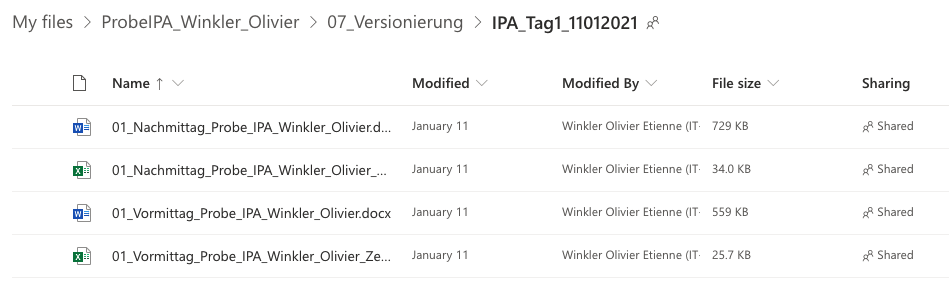 My files > ProbeIPA_Winkler_Olivier > 07_Versionierung > IPA_Tag1_11012021
Name ↑ Modified Modified By File size Sharing
01_Nachmittag_Probe_IPA_Winkler_Olivier.d... January 11 Winkler Olivier Etienne (IT- 729 KB Shared
01_Nachmittag_Probe_IPA_Winkler_Olivier_... January 11 Winkler Olivier Etienne (IT- 34.0 KB Shared
01_Vormittag_Probe_IPA_Winkler_Olivier.docx January 11 Winkler Olivier Etienne (IT- 559 KB Shared
01_Vormittag_Probe_IPA_Winkler_Olivier_Ze... January 11 Winkler Olivier Etienne (IT- 25.7 KB Shared